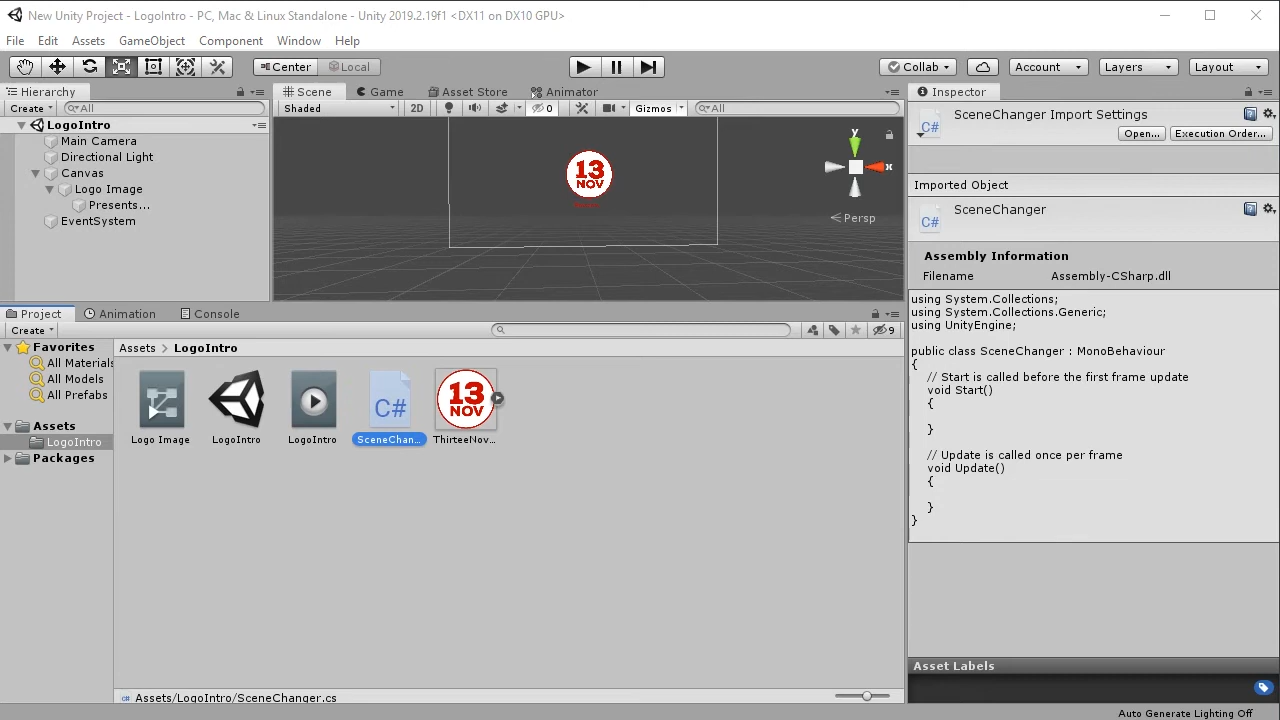 New Unity Project - LogoIntro - PC, Mac & Linux Standalone - Unity 2019.2.19f1 <DX11 on DX10 GPU>
File Edit Assets GameObject Component Window Help
Center Local Collab Account Layers Layout
Hierarchy
Create All
LogoIntro
Main Camera
Directional Light
Canvas
Logo Image
Presents...
EventSystem
Scene Game Asset Store Animator
Shaded 2D 0 Gizmos All
13
NOV
y
x
Persp
Inspector
SceneChanger Import Settings
C#
Open... Execution Order...
Imported Object
SceneChanger
C#
Assembly Information
Filename Assembly-CSharp.dll
using System.Collections;
using System.Collections.Generic;
using UnityEngine;
public class SceneChanger : MonoBehaviour
{
// Start is called before the first frame update
void Start()
{
}
// Update is called once per frame
void Update()
{
}
}
Asset Labels
Project Animation Console
Create 9
Favorites
All Materials
All Models
All Prefabs
Assets
LogoIntro
Packages
Assets > LogoIntro
C#
13
NOV
Logo Image LogoIntro LogoIntro SceneChan... ThirteeNov...
C# Assets/LogoIntro/SceneChanger.cs
Auto Generate Lighting Off